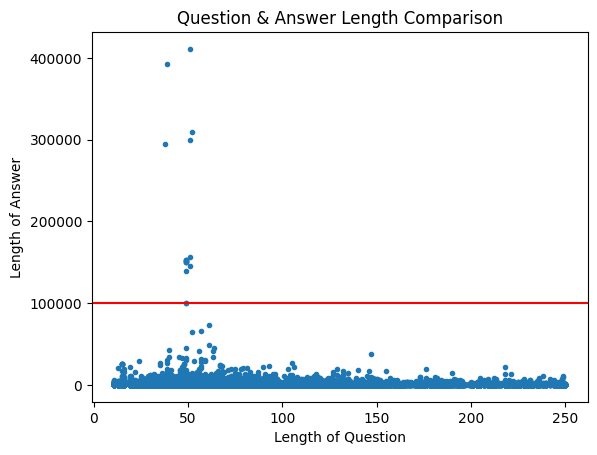 Question & Answer Length Comparison
400000
300000
200000
100000
0
Length of Answer
0 50 100 150 200 250
Length of Question